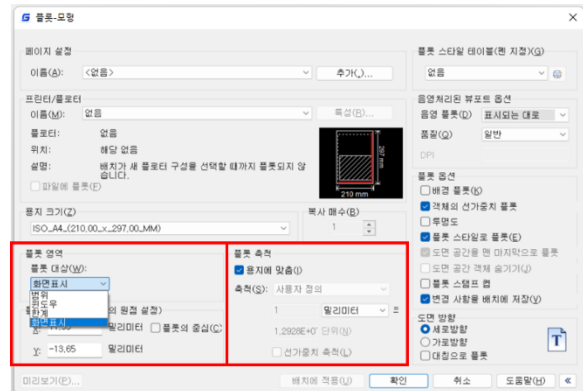 플롯-모형
페이지 설정
이름(A): <없음> 추가(.)...
프린터/플로터
이름(M): 없음 특성(R)...
플로터: 없음
위치: 해당 없음
설명: 배치가 새 플로터 구성을 선택할 때까지 플롯되지 않습니다.
파일에 플롯(F)
297 MM
210 mm
용지 크기(Z)
ISO_A4_(210,00_x_297,00_MM)
복사 매수(B)
1
플롯 영역
플롯 대상(W):
화면표시
범위
윈도우
한계
화면표시
의 원점 설정)
밀리미터 플롯의 중심(C)
Y: -13,65 밀리미터
플롯 축척
용지에 맞춤(I)
축척(S): 사용자 정의
1 밀리미터 =
1,2928E+0' 단위(N)
선가중치 축척(L)
플롯 스타일 테이블(펜 지정)(G)
없음
음영처리된 뷰포트 옵션
음영 플롯(D) 표시되는 대로
품질(Q) 일반
DPI
플롯 옵션
배경 플롯(K)
객체의 선가중치 플롯
투명도
플롯 스타일로 플롯(E)
도면 공간을 맨 마지막으로 플롯
도면 공간 객체 숨기기(J)
플롯 스탬프 켬
변경 사항을 배치에 저장(V)
도면 방향
세로방향
가로방향
대칭으로 플롯
미리보기(P)... 배치에 적용(U) 확인 취소 도움말(H) «